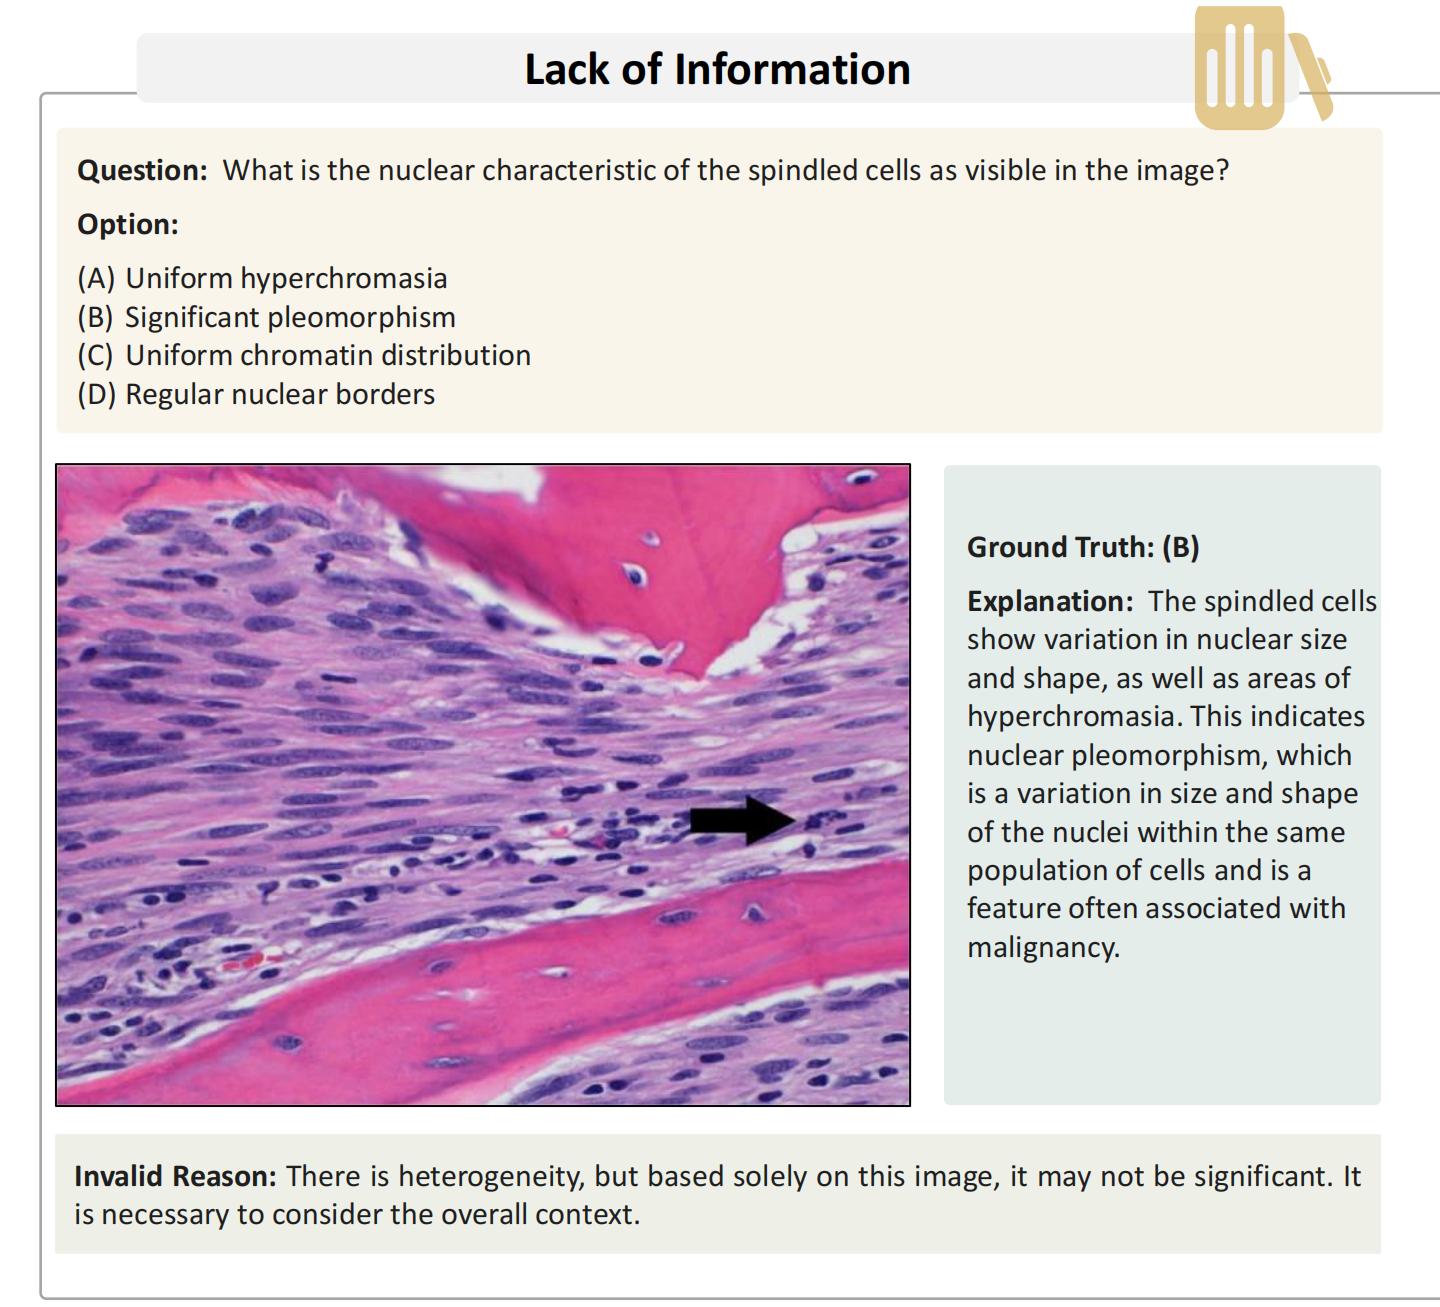 Lack of Information
Question: What is the nuclear characteristic of the spindled cells as visible in the image?
Option:
(A) Uniform hyperchromasia
(B) Significant pleomorphism
(C) Uniform chromatin distribution
(D) Regular nuclear borders
Ground Truth: (B)
Explanation: The spindled cells
show variation in nuclear size
and shape, as well as areas of
hyperchromasia. This indicates
nuclear pleomorphism, which
is a variation in size and shape
of the nuclei within the same
population of cells and is a
feature often associated with
malignancy.
Invalid Reason: There is heterogeneity, but based solely on this image, it may not be significant. It
is necessary to consider the overall context.